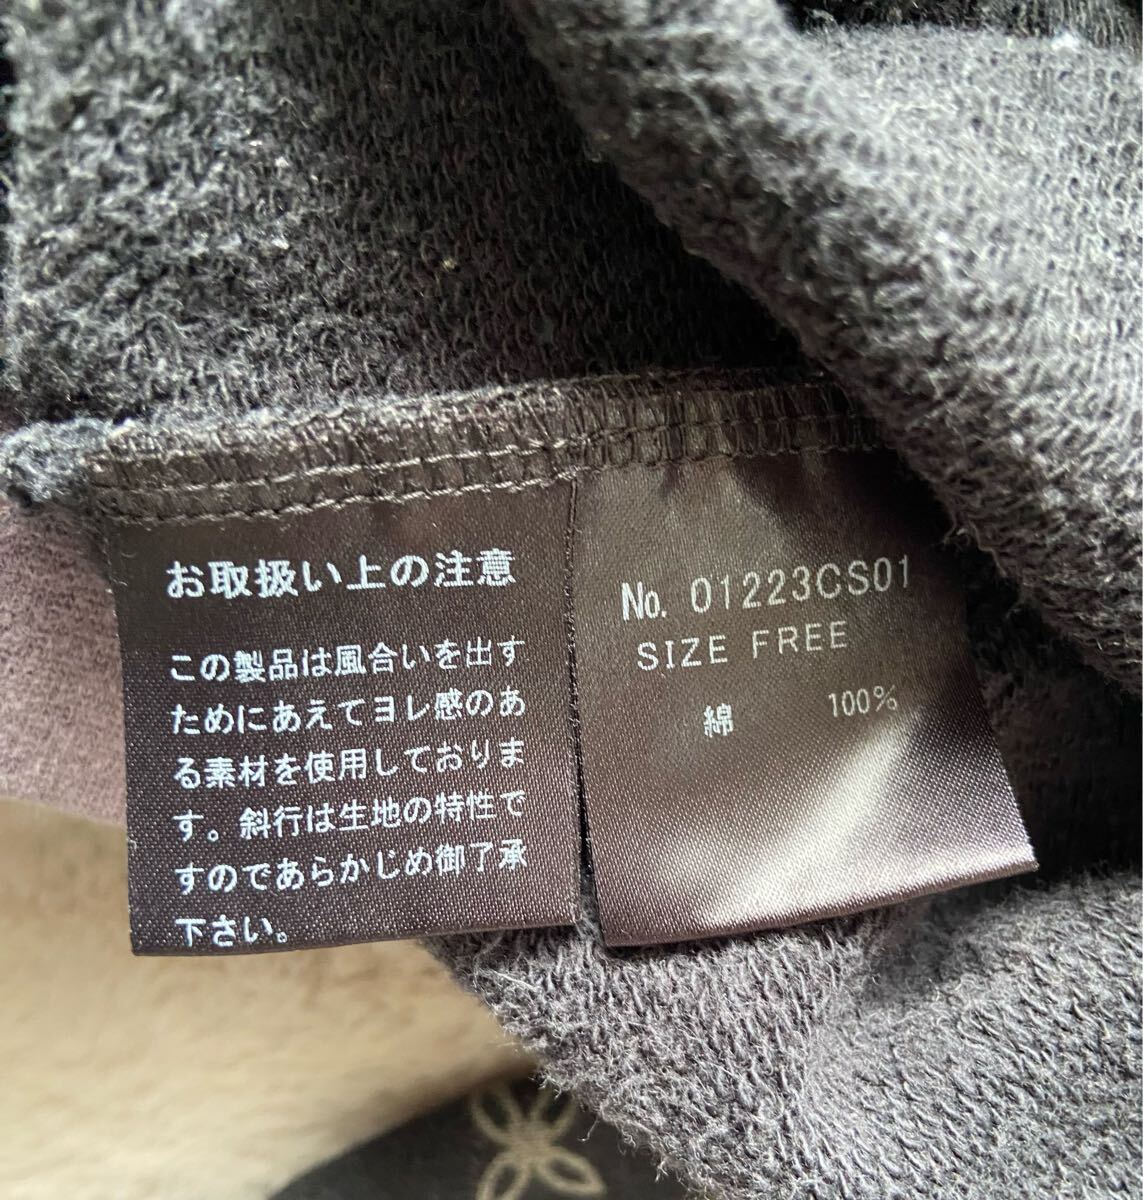 お取扱い上の注意
この製品は風合いを出す
ためにあえてヨレ感のあ
る素材を使用しておりま
す。斜行は生地の特性で
すのであらかじめ御了承
下さい。
No. 01223CS01
SIZE FREE
綿 100%